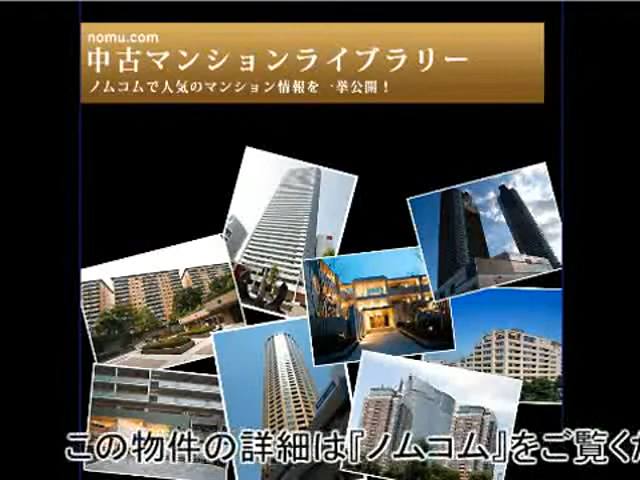 nomu.com
中古マンションライブラリー
ノムコムで人気のマンション情報を一挙公開！
この物件の詳細は『ノムコム』をご覧くだ